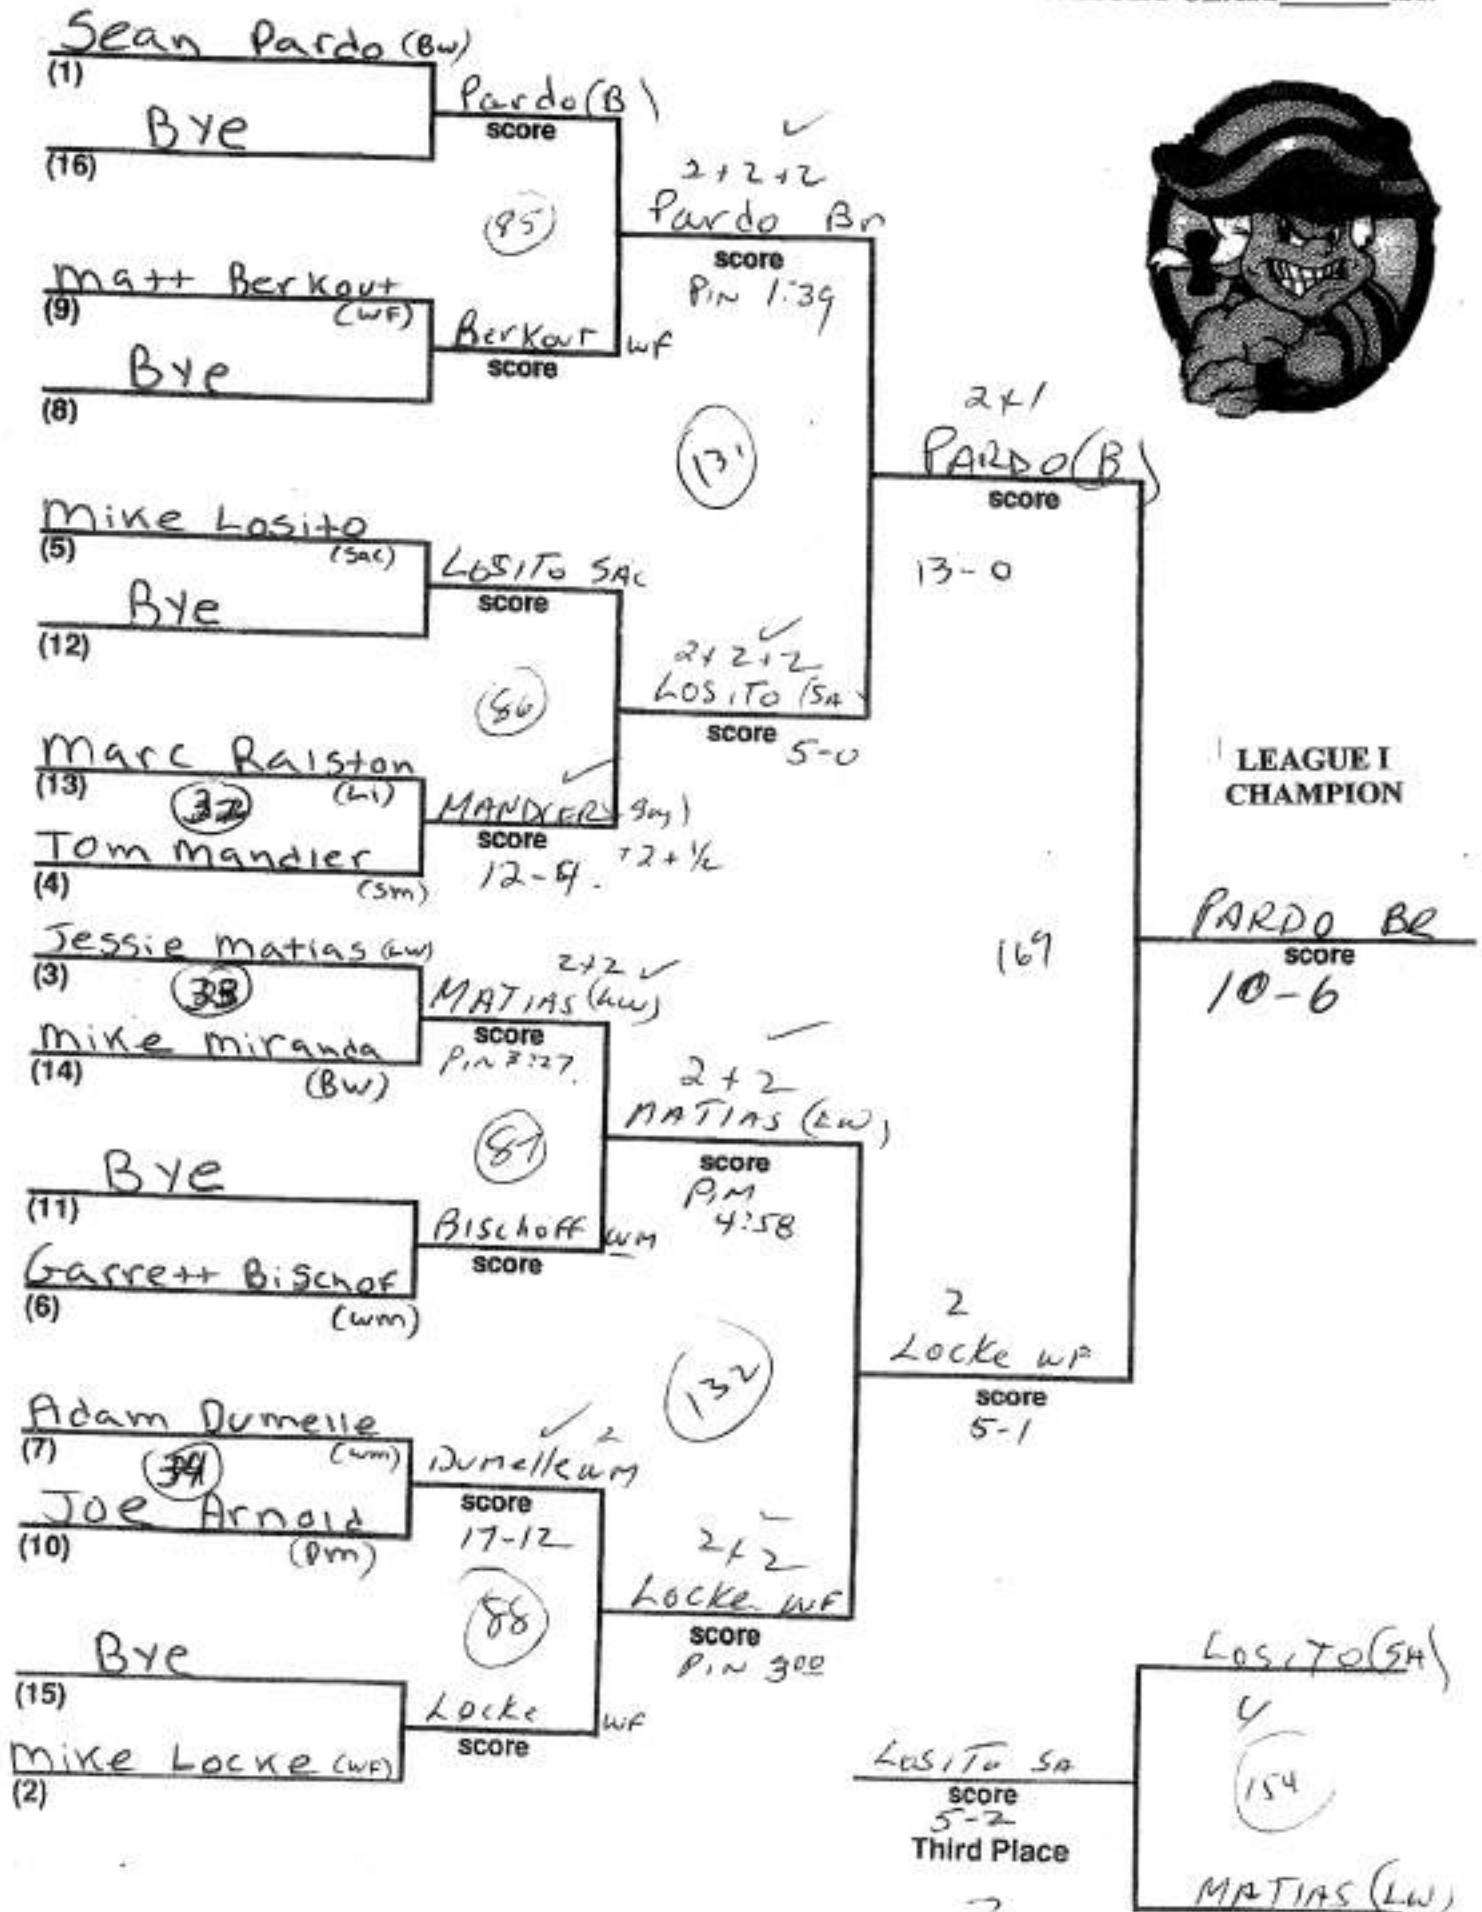 Sean Pardo (Bw)
(1)
Bye
(16)
Pardo (B)
score
85
Matt Berkout
(9) (WF)
Bye
(8)
Berkout WF
score
2+2+2
Pardo Br
score
PIN 1:39
131
Mike Losito
(5) (Sac)
Bye
(12)
LOSITO SAC
score
86
Marc Ralston
(13) (Li)
32
Tom Mandler
(4) (Sm)
MANDLER
score
+2+½
2+2+2
LOSITO (SA
score
5-0
2+1
PARDO (B)
score
13-0
Jessie Matias (LW)
(3)
33
Mike Miranda
(14) (BW)
2+2
MATIAS (LW)
score
PIN 3:27
87
Bye
(11)
Garrett Bischof
(6) (WM)
Bischoff WM
score
2+2
MATIAS (LW)
score
PIN
4:58
132
Adam Dumelle
(7) (wm)
Joe Arnold
(10) (Pm)
2
Dumelle WM
score
17-12
88
Bye
(15)
Mike Locke (WF)
(2)
Locke WF
score
2+2
Locke WF
score
PIN 3:00
2
Locke WF
score
5-1
169
LEAGUE I
CHAMPION
PARDO BR
score
10-6
LOSITO (SA)
154
MATIAS (LW)
LOSITO SA
score
5-2
Third Place